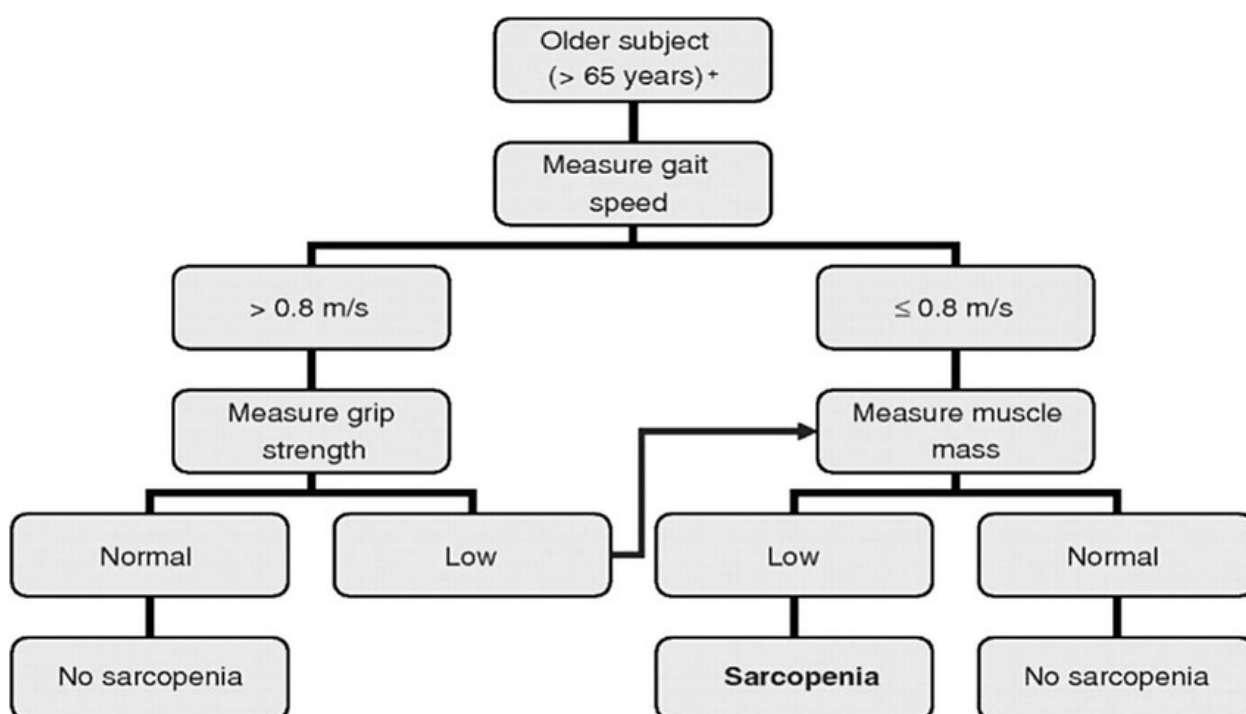 Older subject
(> 65 years)+
Measure gait
speed
> 0.8 m/s
≤ 0.8 m/s
Measure grip
strength
Measure muscle
mass
Normal
Low
Low
Normal
No sarcopenia
Sarcopenia
No sarcopenia